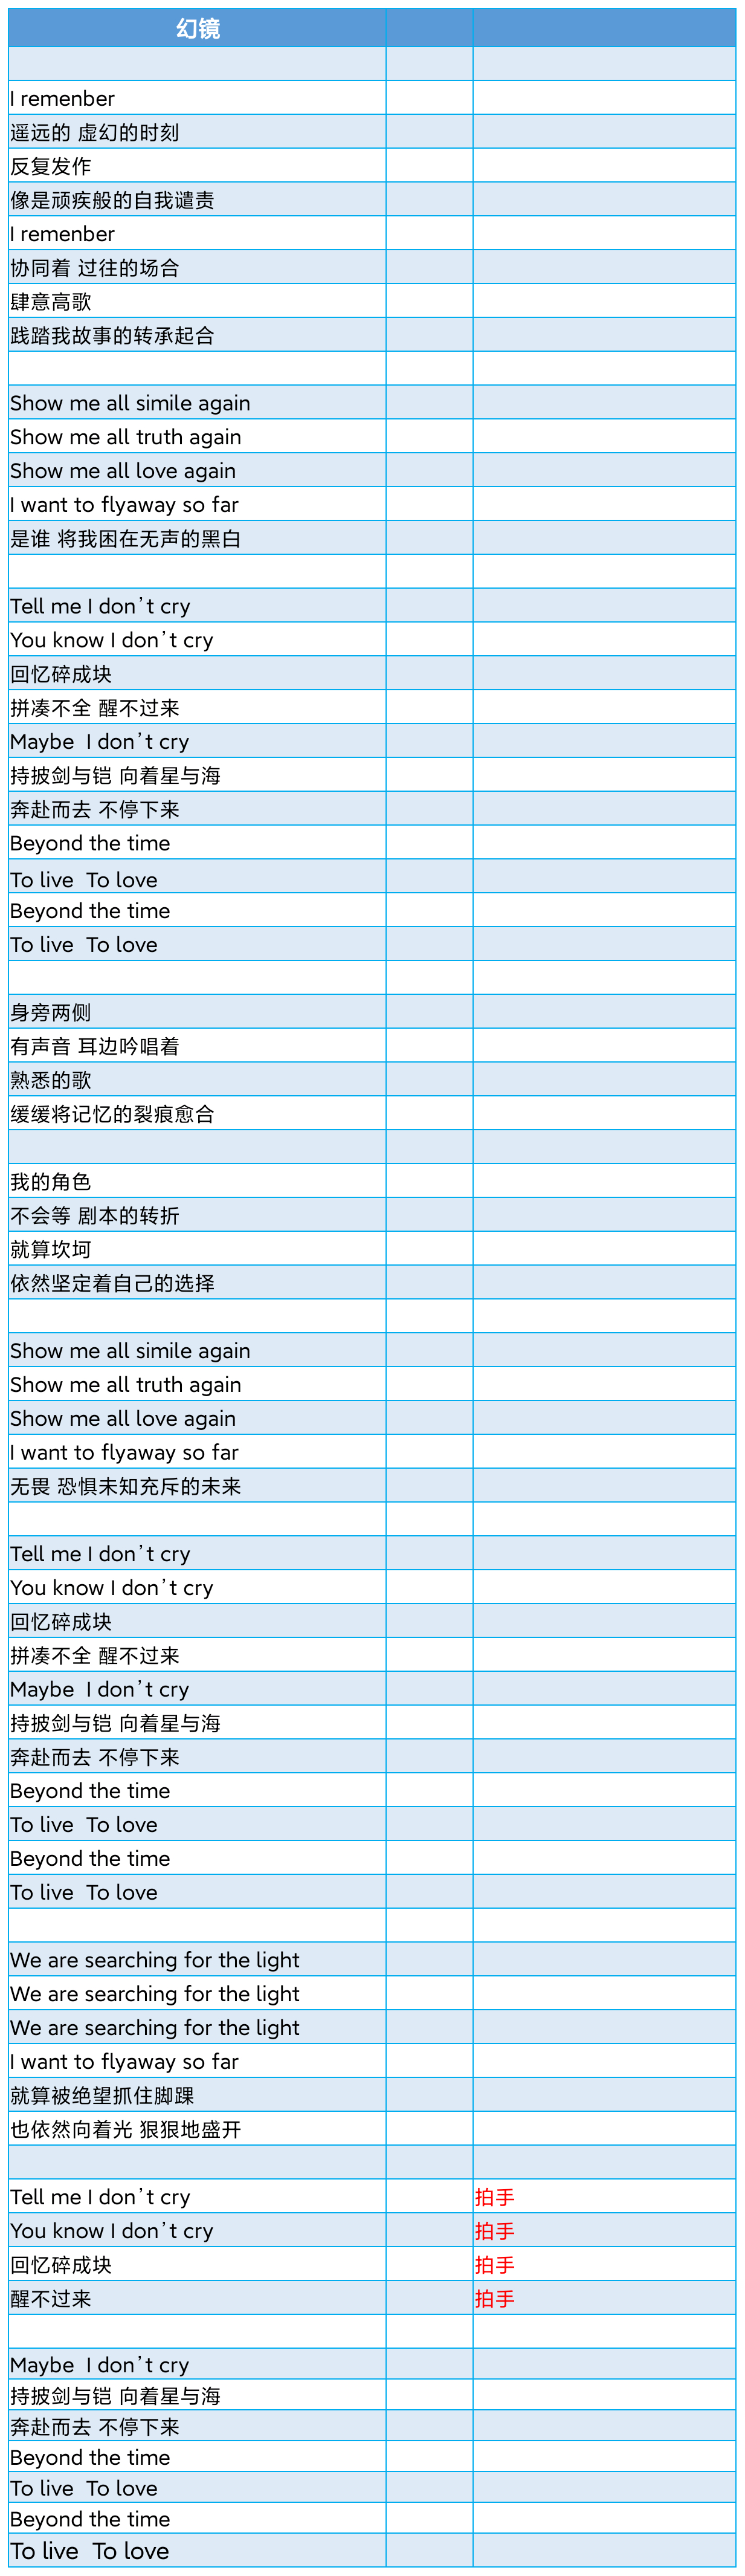 幻镜
I remenber
遥远的 虚幻的时刻
反复发作
像是顽疾般的自我谴责
I remenber
协同着 过往的场合
肆意高歌
践踏我故事的转承起合
Show me all simile again
Show me all truth again
Show me all love again
I want to flyaway so far
是谁 将我困在无声的黑白
Tell me I don't cry
You know I don't cry
回忆碎成块
拼凑不全 醒不过来
Maybe  I don't cry
持披剑与铠 向着星与海
奔赴而去 不停下来
Beyond the time
To live  To love
Beyond the time
To live  To love
身旁两侧
有声音 耳边吟唱着
熟悉的歌
缓缓将记忆的裂痕愈合
我的角色
不会等 剧本的转折
就算坎坷
依然坚定着自己的选择
Show me all simile again
Show me all truth again
Show me all love again
I want to flyaway so far
无畏 恐惧未知充斥的未来
Tell me I don't cry
You know I don't cry
回忆碎成块
拼凑不全 醒不过来
Maybe  I don't cry
持披剑与铠 向着星与海
奔赴而去 不停下来
Beyond the time
To live  To love
Beyond the time
To live  To love
We are searching for the light
We are searching for the light
We are searching for the light
I want to flyaway so far
就算被绝望抓住脚踝
也依然向着光 狠狠地盛开
Tell me I don't cry 拍手
You know I don't cry 拍手
回忆碎成块 拍手
醒不过来 拍手
Maybe  I don't cry
持披剑与铠 向着星与海
奔赴而去 不停下来
Beyond the time
To live  To love
Beyond the time
To live  To love